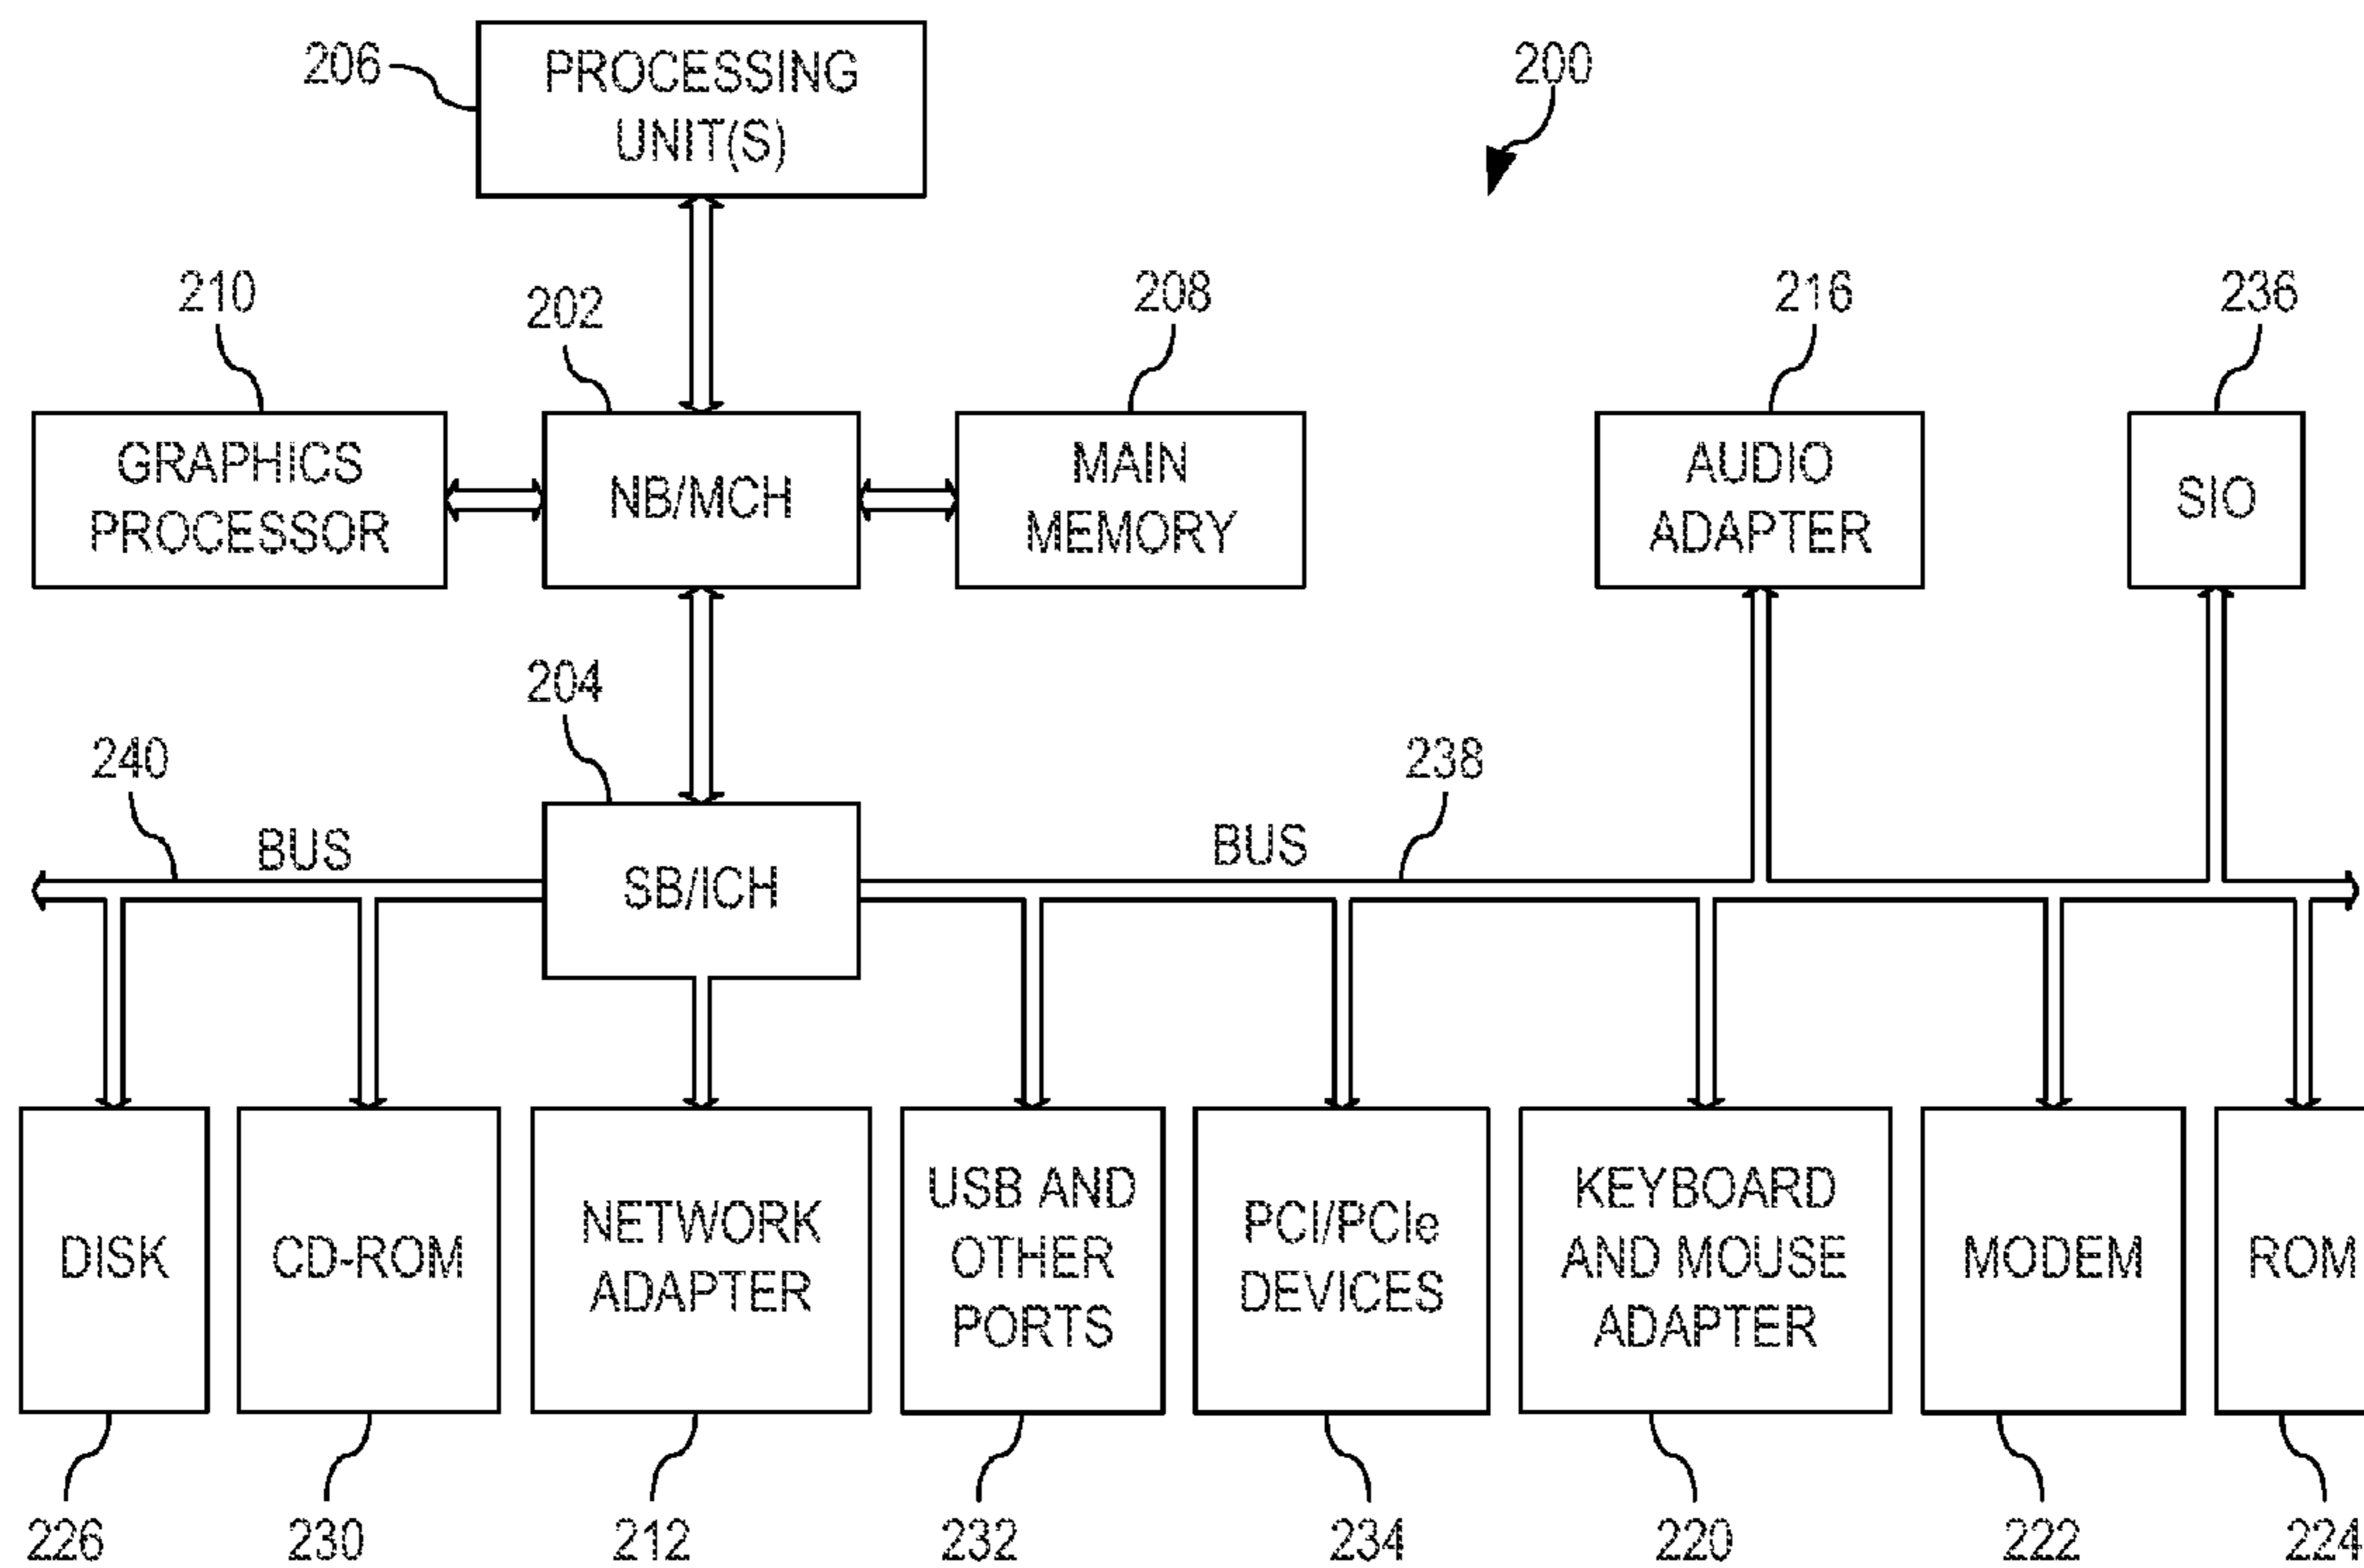 206
PROCESSING
UNIT(S)
200
210
202
208
216
236
GRAPHICS
PROCESSOR
NB/MCH
MAIN
MEMORY
AUDIO
ADAPTER
SIO
204
240
238
BUS
SB/ICH
BUS
DISK
CD-ROM
NETWORK
ADAPTER
USB AND
OTHER
PORTS
PCI/PCIe
DEVICES
KEYBOARD
AND MOUSE
ADAPTER
MODEM
ROM
226
230
212
232
234
220
222
224